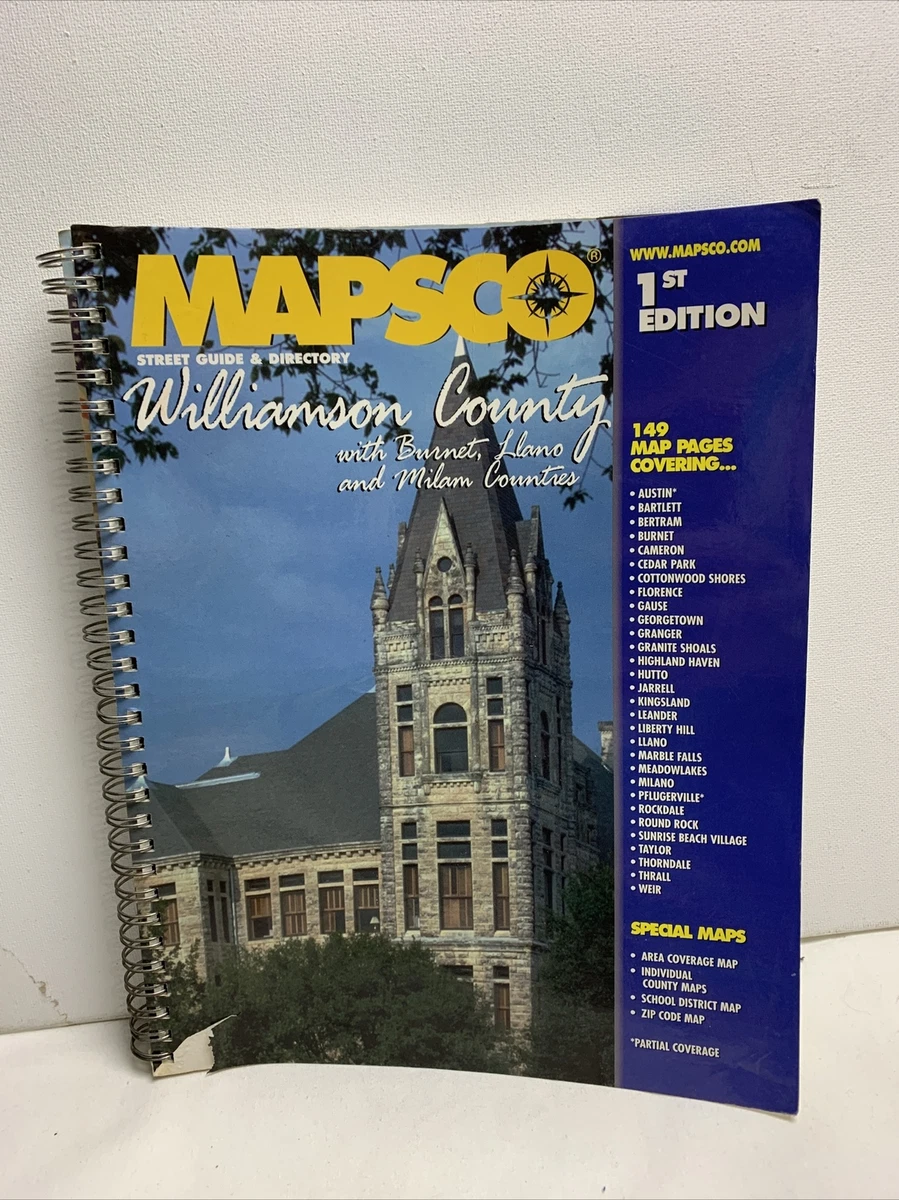 MAPSCO®
STREET GUIDE & DIRECTORY
Williamson County
with Burnet, Llano
and Milam Counties
WWW.MAPSCO.COM
1ST
EDITION
149
MAP PAGES
COVERING...
• AUSTIN*
• BARTLETT
• BERTRAM
• BURNET
• CAMERON
• CEDAR PARK
• COTTONWOOD SHORES
• FLORENCE
• GAUSE
• GEORGETOWN
• GRANGER
• GRANITE SHOALS
• HIGHLAND HAVEN
• HUTTO
• JARRELL
• KINGSLAND
• LEANDER
• LIBERTY HILL
• LLANO
• MARBLE FALLS
• MEADOWLAKES
• MILANO
• PFLUGERVILLE*
• ROCKDALE
• ROUND ROCK
• SUNRISE BEACH VILLAGE
• TAYLOR
• THORNDALE
• THRALL
• WEIR
SPECIAL MAPS
• AREA COVERAGE MAP
• INDIVIDUAL
COUNTY MAPS
• SCHOOL DISTRICT MAP
• ZIP CODE MAP
*PARTIAL COVERAGE